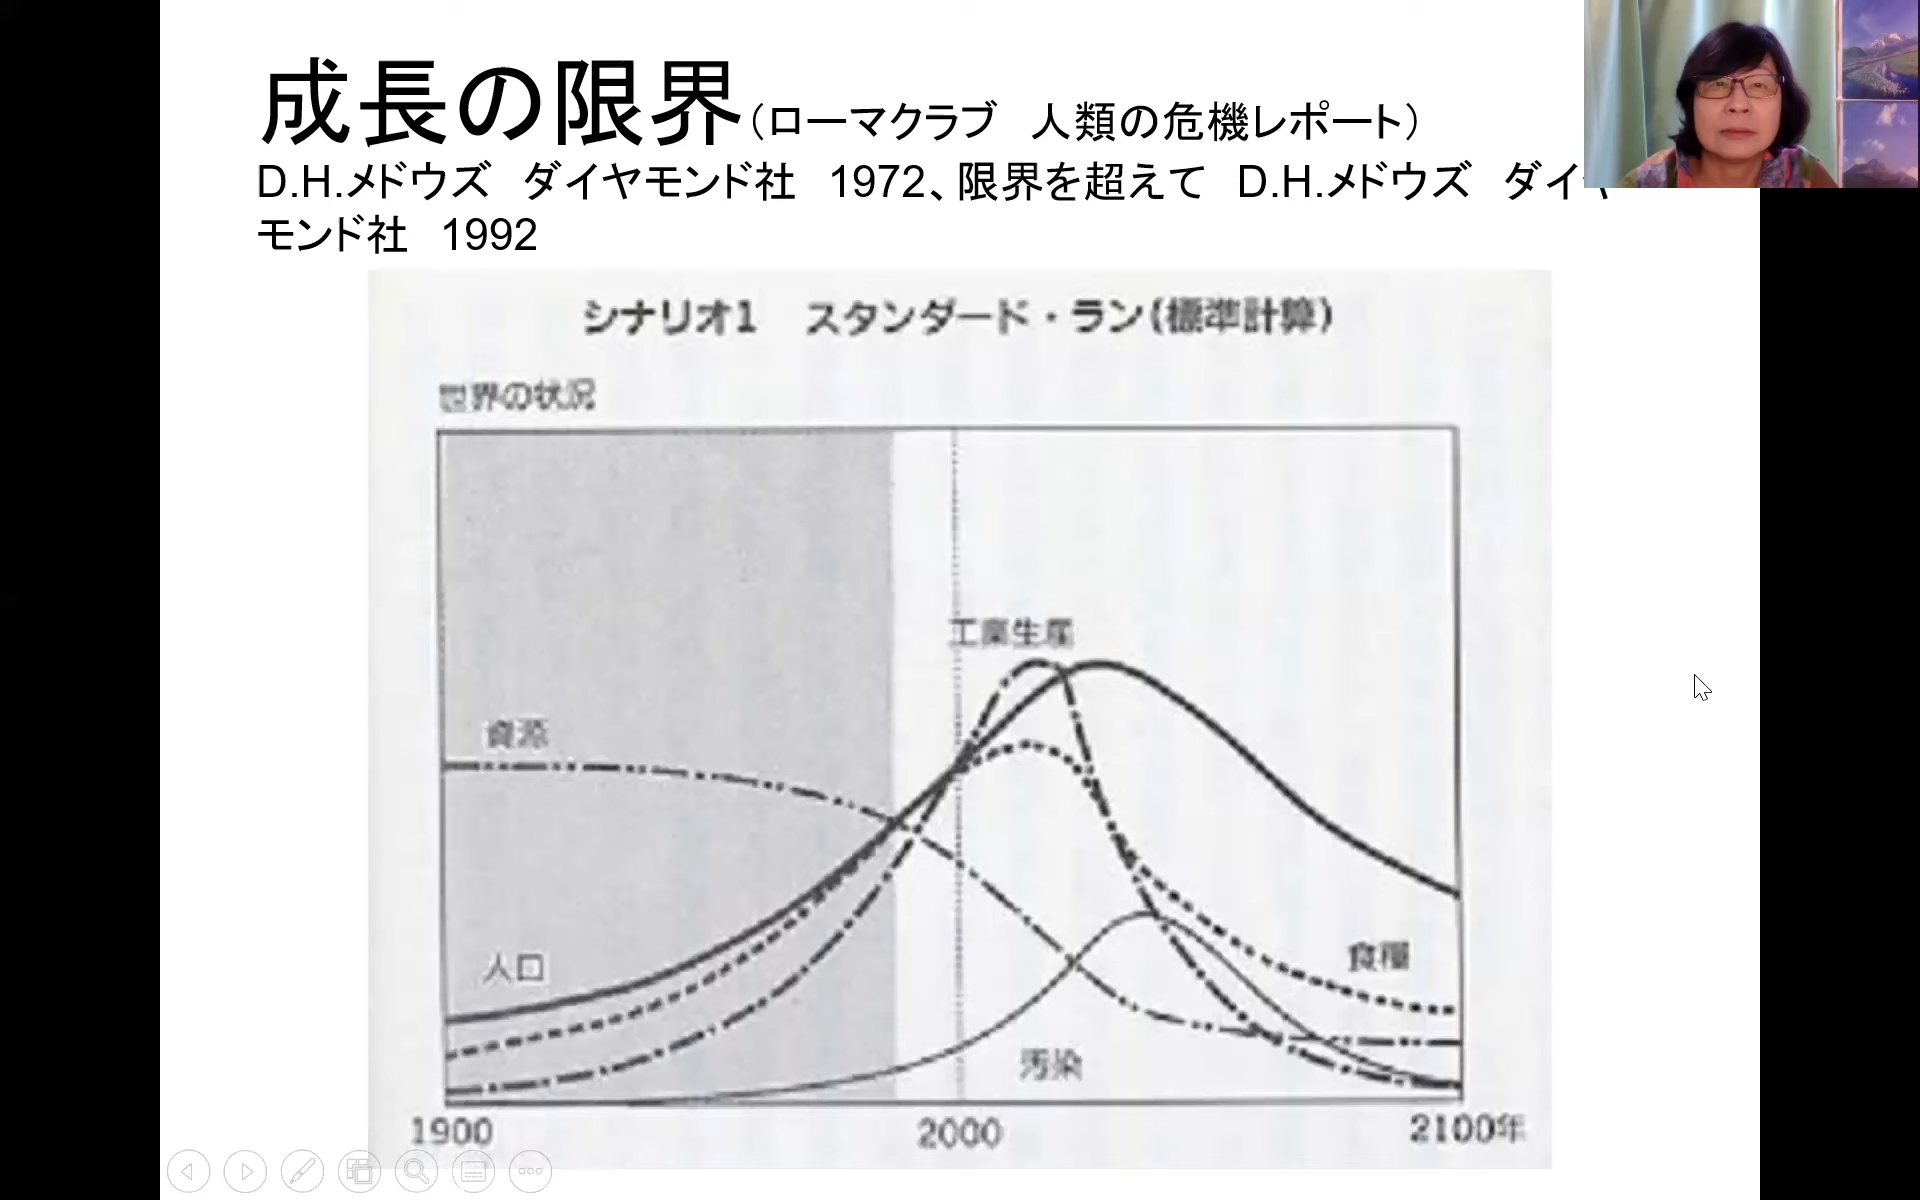 成長の限界（ローマクラブ　人類の危機レポート）
D.H.メドウズ　ダイヤモンド社　1972、限界を超えて　D.H.メドウズ　ダイヤ
モンド社　1992
シナリオ1　スタンダード・ラン(標準計算)
世界の状況
工業生産
資源
人口
食糧
汚染
1900
2000
2100年